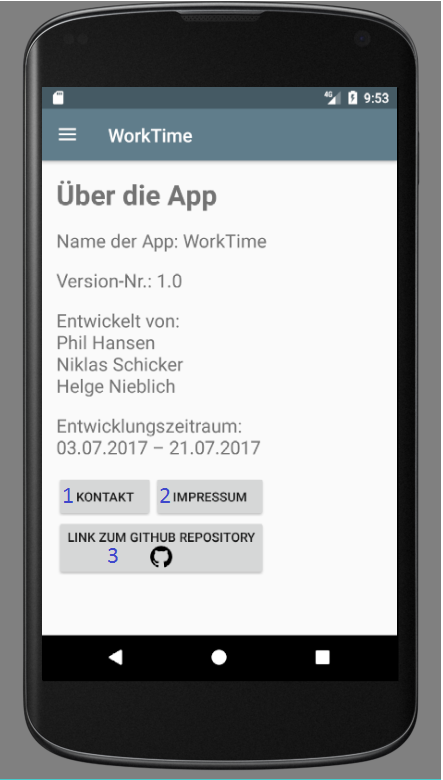 4G 9:53
WorkTime
Über die App
Name der App: WorkTime
Version-Nr.: 1.0
Entwickelt von:
Phil Hansen
Niklas Schicker
Helge Nieblich
Entwicklungszeitraum:
03.07.2017 – 21.07.2017
1 KONTAKT 2 IMPRESSUM
LINK ZUM GITHUB REPOSITORY
3